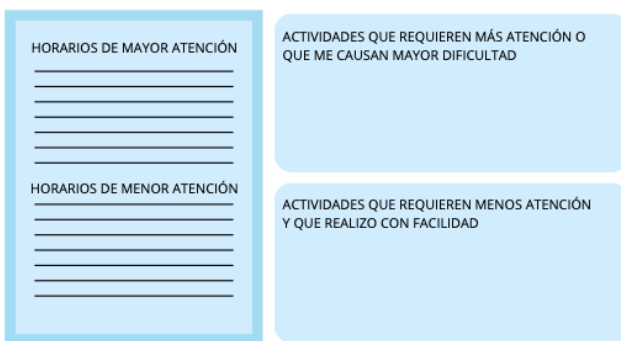 HORARIOS DE MAYOR ATENCIÓN
HORARIOS DE MENOR ATENCIÓN
ACTIVIDADES QUE REQUIEREN MÁS ATENCIÓN O
QUE ME CAUSAN MAYOR DIFICULTAD
ACTIVIDADES QUE REQUIEREN MENOS ATENCIÓN
Y QUE REALIZO CON FACILIDAD